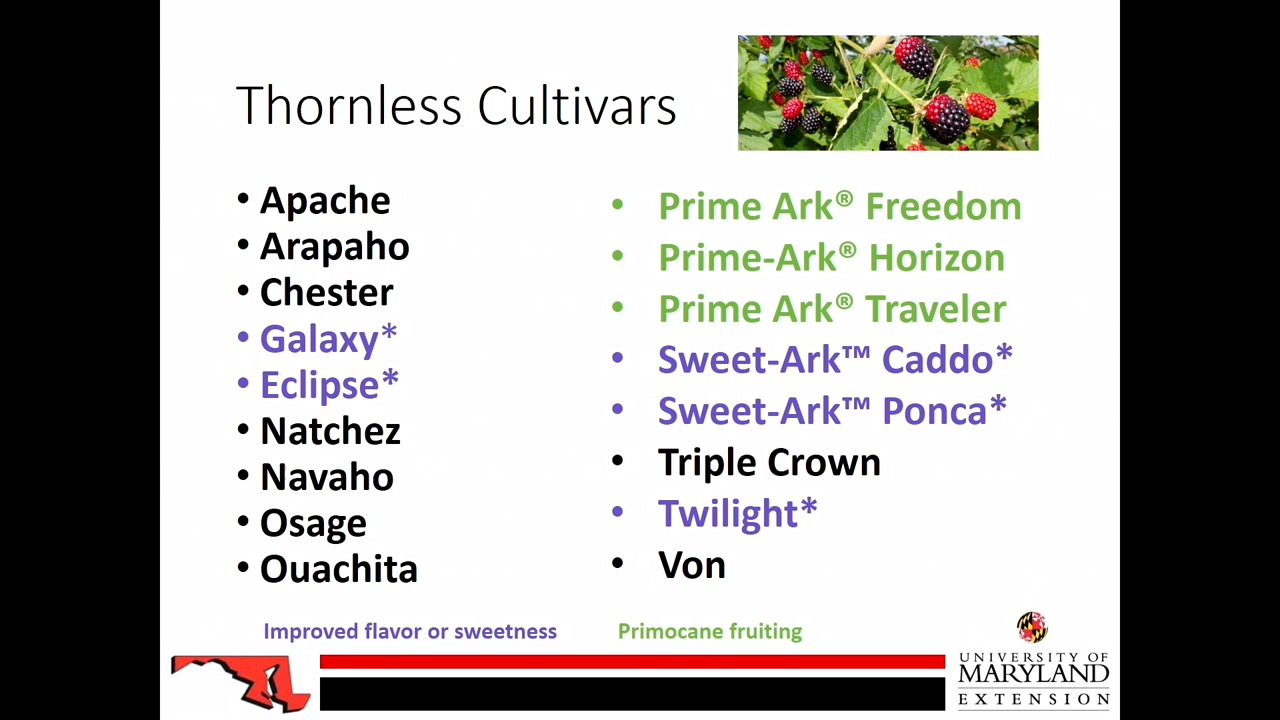 Thornless Cultivars
• Apache
• Arapaho
• Chester
• Galaxy*
• Eclipse*
• Natchez
• Navaho
• Osage
• Ouachita
• Prime Ark® Freedom
• Prime-Ark® Horizon
• Prime Ark® Traveler
• Sweet-Ark™ Caddo*
• Sweet-Ark™ Ponca*
• Triple Crown
• Twilight*
• Von
Improved flavor or sweetness
Primocane fruiting
UNIVERSITY OF
MARYLAND
EXTENSION